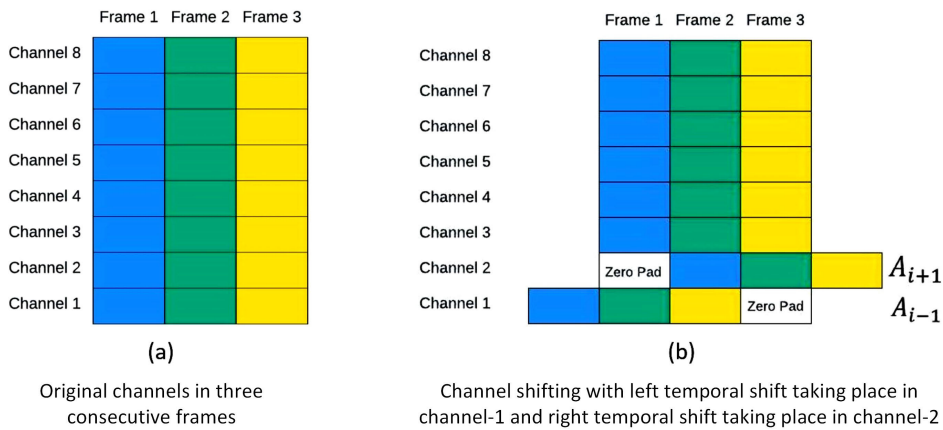 Frame 1 Frame 2 Frame 3
Channel 8
Channel 7
Channel 6
Channel 5
Channel 4
Channel 3
Channel 2
Channel 1
(a)
Original channels in three
consecutive frames
Frame 1 Frame 2 Frame 3
Channel 8
Channel 7
Channel 6
Channel 5
Channel 4
Channel 3
Channel 2 Zero Pad A_{i+1}
Channel 1 Zero Pad A_{i−1}
(b)
Channel shifting with left temporal shift taking place in
channel-1 and right temporal shift taking place in channel-2